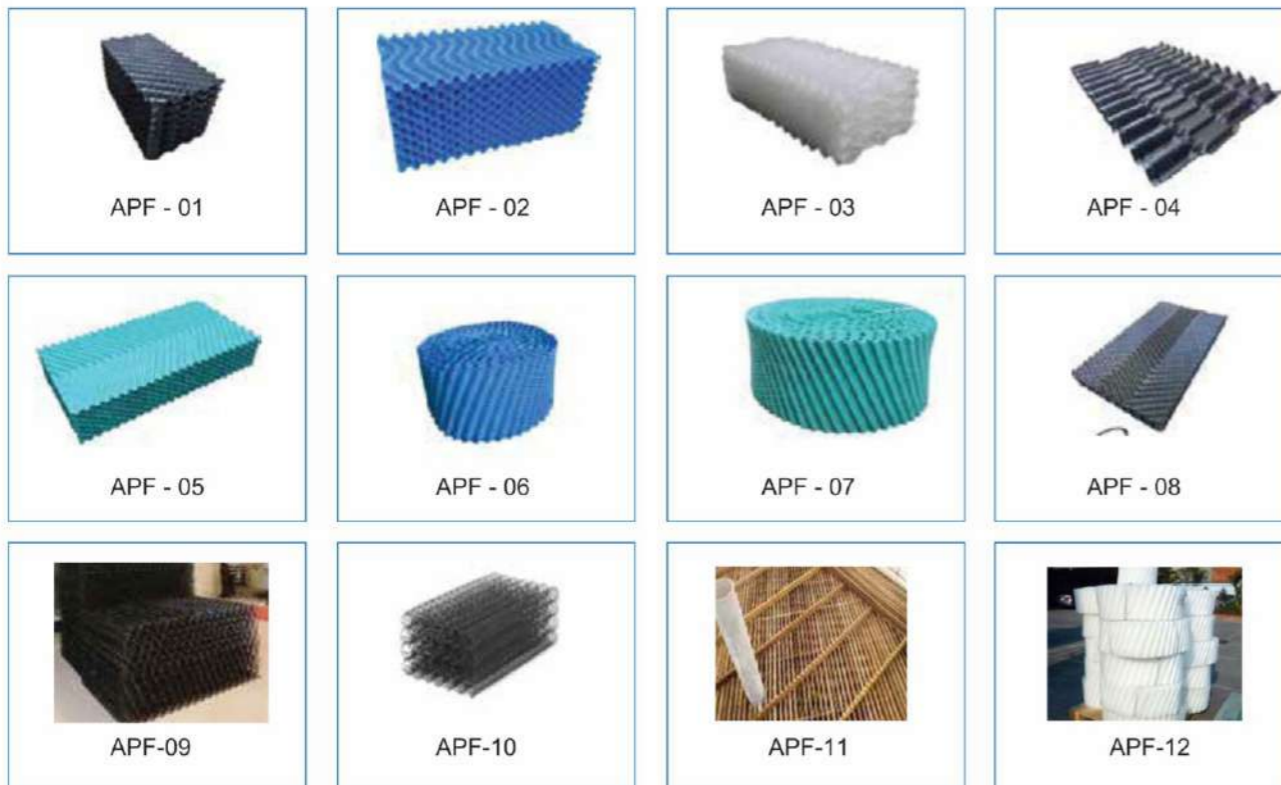 APF - 01
APF - 02
APF - 03
APF - 04
APF - 05
APF - 06
APF - 07
APF - 08
APF-09
APF-10
APF-11
APF-12